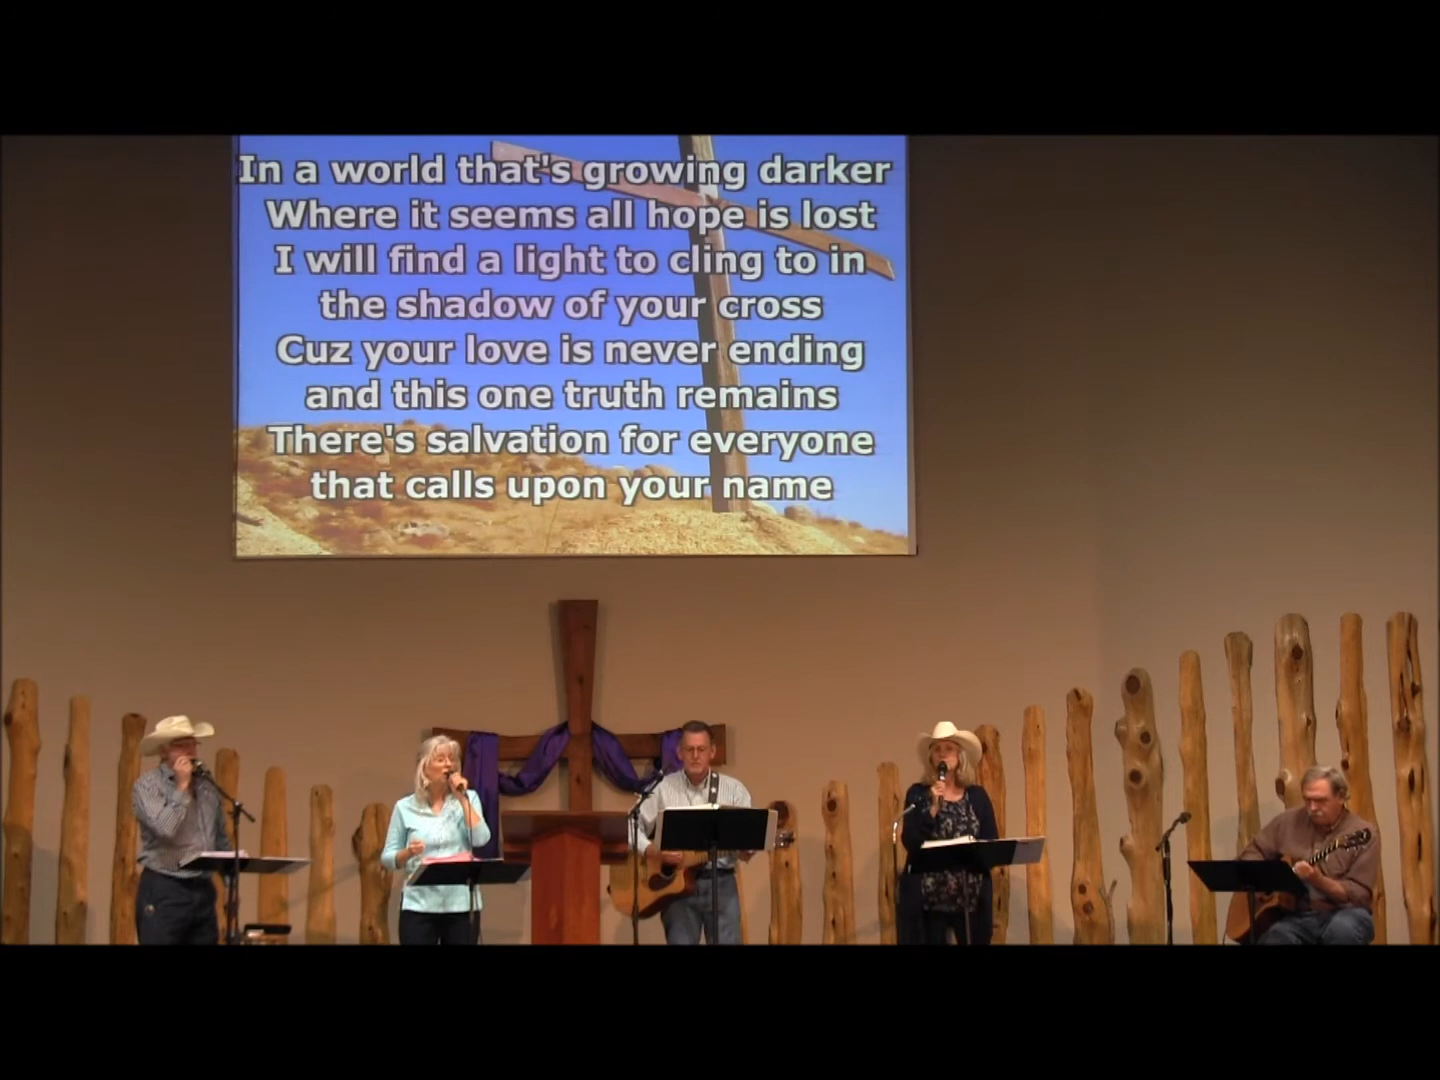 In a world that's growing darker
Where it seems all hope is lost
I will find a light to cling to in
the shadow of your cross
Cuz your love is never ending
and this one truth remains
There's salvation for everyone
that calls upon your name